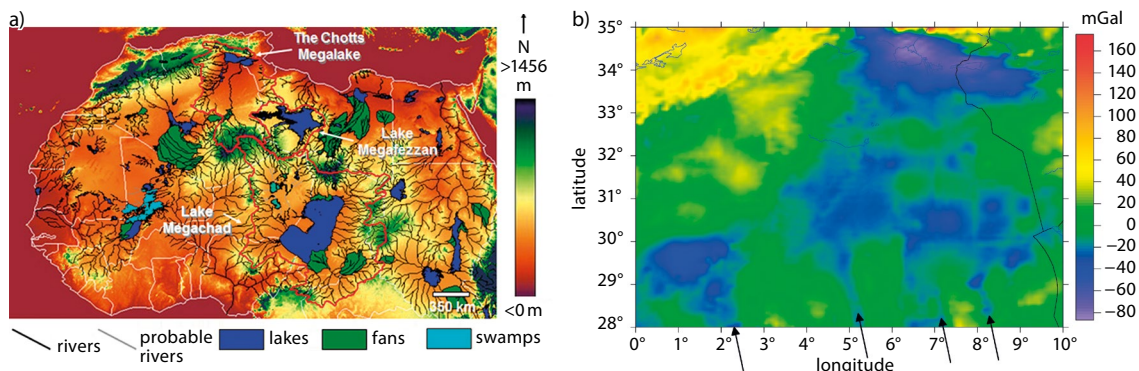 a)
The Chotts
Megalake
N
>1456
m
Lake
Megafezzan
Lake
Megachad
350 km
<0 m
rivers
probable
rivers
lakes
fans
swamps
b)
mGal
35°
34°
33°
32°
31°
30°
29°
28°
latitude
0° 1° 2° 3° 4° 5° 6° 7° 8° 9° 10°
longitude
160
140
120
100
80
60
40
20
0
−20
−40
−60
−80